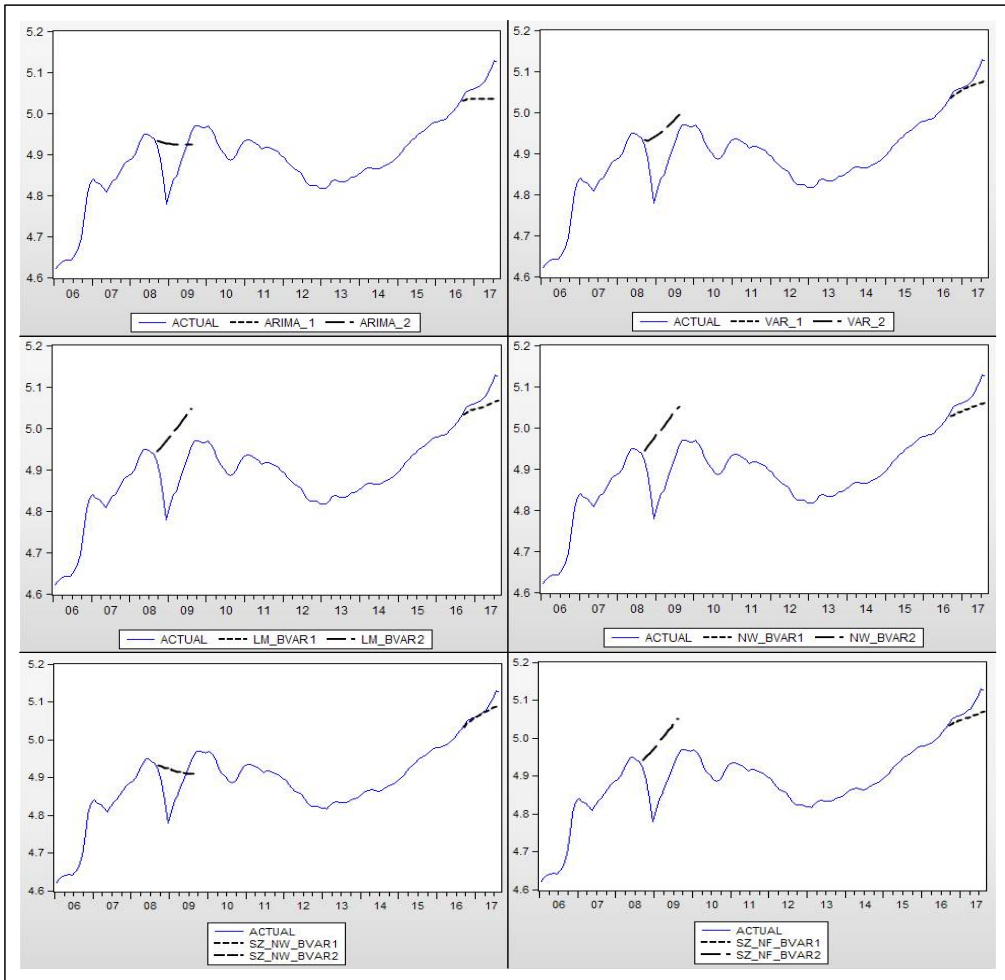 5.2
5.1
5.0
4.9
4.8
4.7
4.6
06 07 08 09 10 11 12 13 14 15 16 17
ACTUAL ARIMA_1 ARIMA_2
5.2
5.1
5.0
4.9
4.8
4.7
4.6
06 07 08 09 10 11 12 13 14 15 16 17
ACTUAL VAR_1 VAR_2
5.2
5.1
5.0
4.9
4.8
4.7
4.6
06 07 08 09 10 11 12 13 14 15 16 17
ACTUAL LM_BVAR1 LM_BVAR2
5.2
5.1
5.0
4.9
4.8
4.7
4.6
06 07 08 09 10 11 12 13 14 15 16 17
ACTUAL NW_BVAR1 NW_BVAR2
5.2
5.1
5.0
4.9
4.8
4.7
4.6
06 07 08 09 10 11 12 13 14 15 16 17
ACTUAL
SZ_NW_BVAR1
SZ_NW_BVAR2
5.2
5.1
5.0
4.9
4.8
4.7
4.6
06 07 08 09 10 11 12 13 14 15 16 17
ACTUAL
SZ_NF_BVAR1
SZ_NF_BVAR2